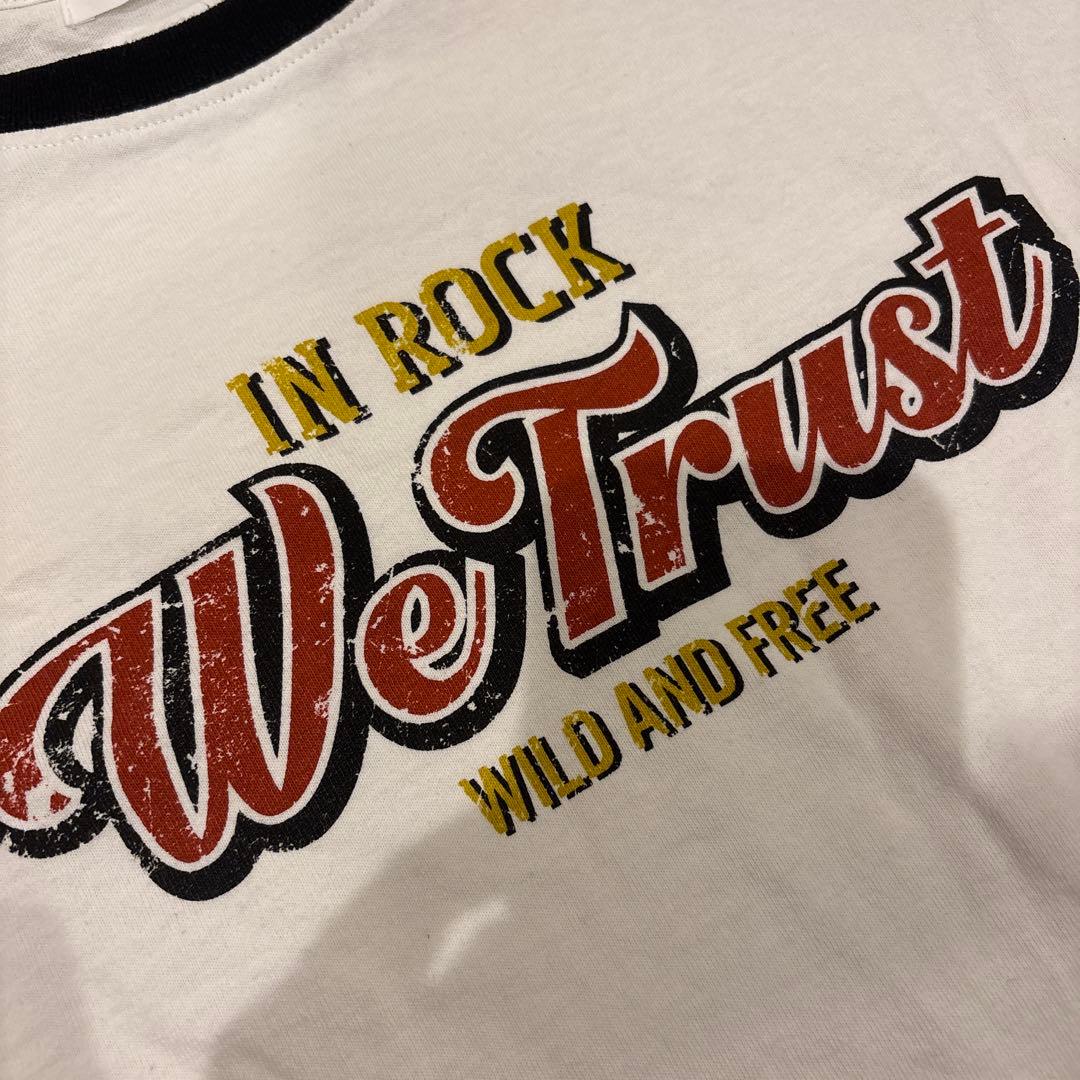 IN ROCK
We Trust
WILD AND FREE